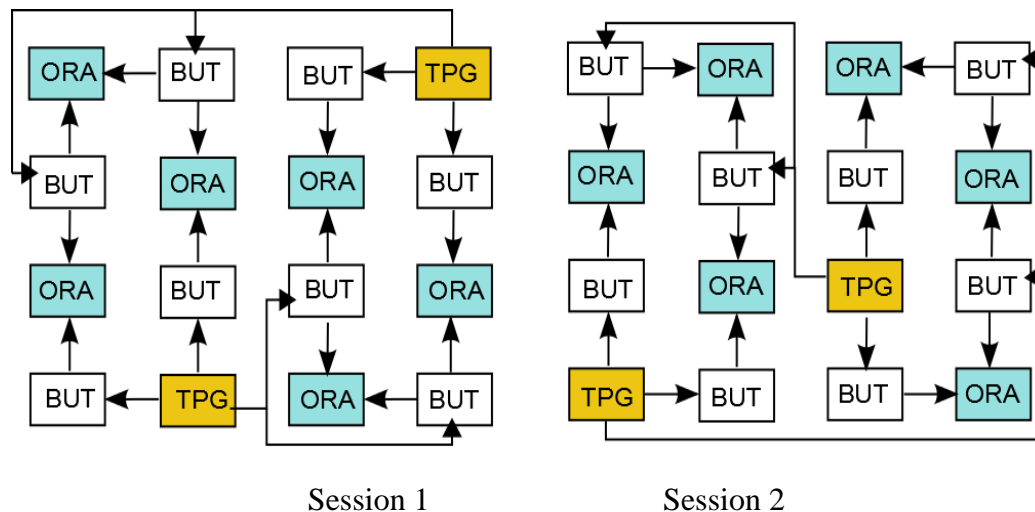 ORA BUT BUT TPG
BUT ORA ORA BUT
ORA BUT BUT ORA
BUT TPG ORA BUT
Session 1
BUT ORA ORA BUT
ORA BUT BUT ORA
BUT ORA TPG BUT
TPG BUT BUT ORA
Session 2